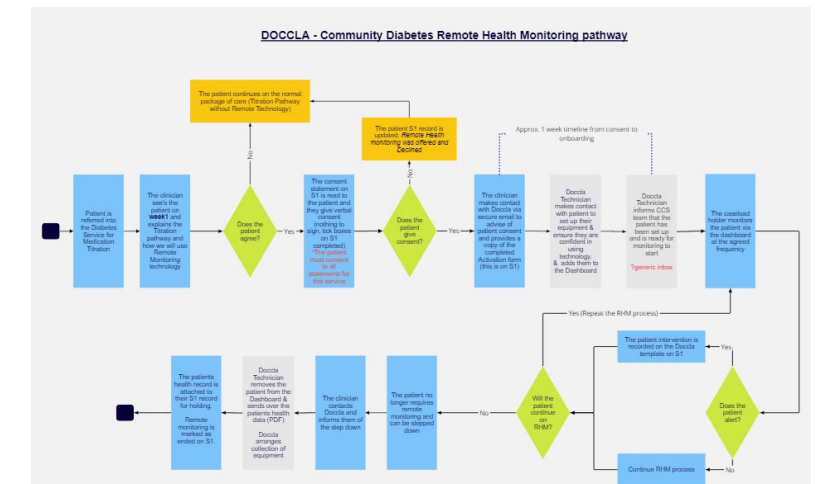 DOCCLA - Community Diabetes Remote Health Monitoring pathway
The patient continues on the normal
package of care (Titration Pathway
without Remote Technology)
The patient S1 record is
updated: Remote Health
monitoring was offered and
Declined
Approx. 1 week timeline from consent to
onboarding
No
No
Patient is
referred into
the Diabetes
Service for
Medication
Titration
The clinician
see's the
patient on
week1 and
explains the
Titration
pathway and
how we will use
Remote
Monitoring
technology
Does the
patient
agree?
Yes
The consent
statement on
S1 is read to
the patient and
they give verbal
consent
(nothing to
sign, tick boxes
on S1
completed)
*The patient
must consent
to all
statements for
this service
Does the
patient
give
consent?
Yes
The clinician
makes contact
with Doccla via
secure email to
advise of
patient consent
and provides a
copy of the
completed
Activation form
(this is on S1)
Doccla
Technician
makes contact
with patient to
set up their
equipment &
ensure they are
confident in
using
technology.
& adds them to
the Dashboard
Doccla
Technician
informs CCS
team that the
patient has
been set up
and is ready for
monitoring to
start.
?generic inbox
The caseload
holder monitors
the patient via
the dashboard
at the agreed
frequency
Yes (Repeat the RHM process)
The patient intervention is
recorded on the Doccla
template on S1
Yes
Does the
patient
alert?
No
Continue RHM process
Will the
patient
continue
on
RHM?
No
The patient no
longer requires
remote
monitoring and
can be stepped
down
The clinician
contacts
Doccla and
informs them of
the step down
Doccla
Technician
removes the
patient from the
Dashboard &
sends over the
patients health
data (PDF)
Doccla
arranges
collection of
equipment
The patients
health record is
attached to
their S1 record
for holding.
Remote
monitoring is
marked as
ended on S1.